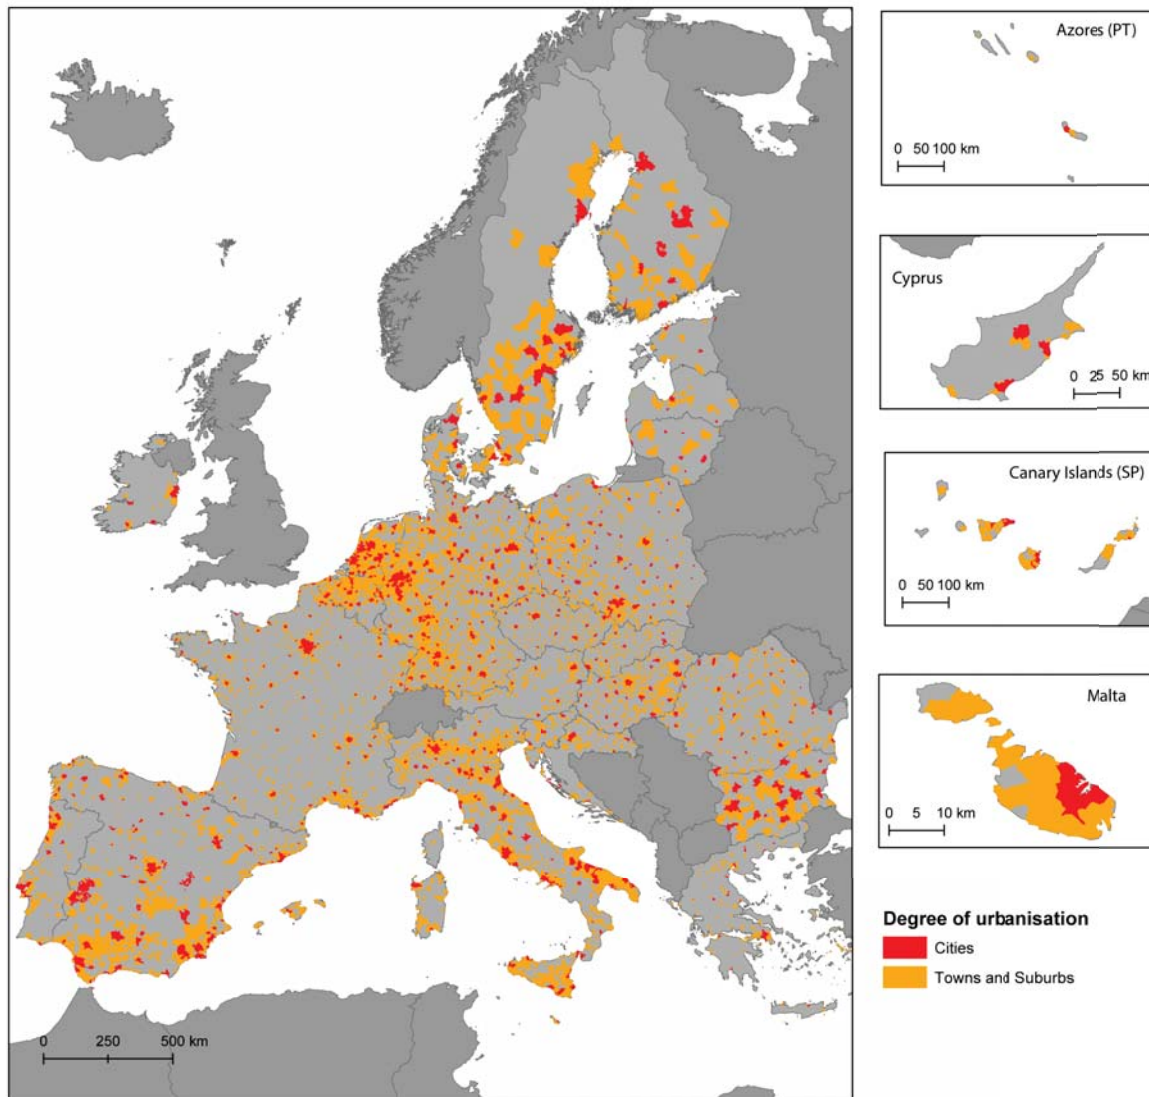 Azores (PT)
0 50 100 km
Cyprus
0 25 50 km
Canary Islands (SP)
0 50 100 km
Malta
0 5 10 km
Degree of urbanisation
Cities
Towns and Suburbs
0 250 500 km